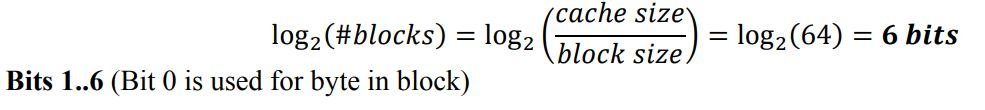 log₂(#blocks) = log₂(cache size/block size) = log₂(64) = 6 bits
Bits 1..6 (Bit 0 is used for byte in block)